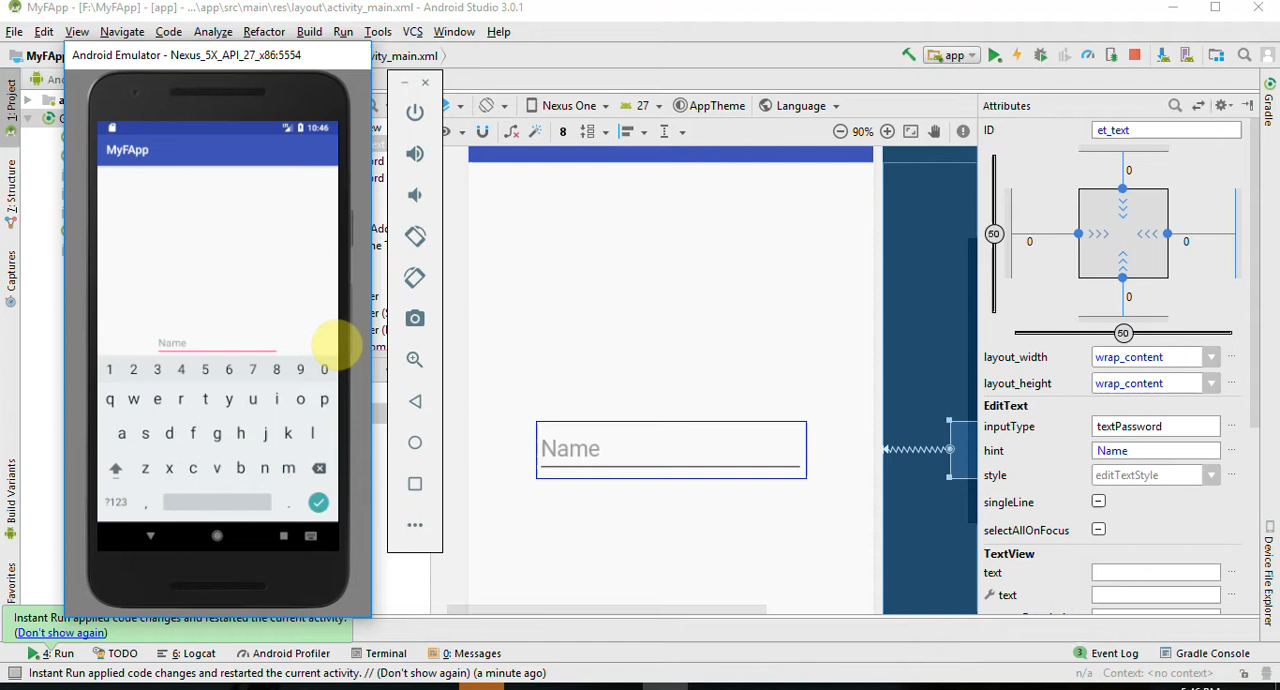 MyFApp - [F:\MyFApp] - [app] - ...\app\src\main\res\layout\activity_main.xml - Android Studio 3.0.1
File Edit View Navigate Code Analyze Refactor Build Run Tools VCS Window Help
MyFApp
Android Emulator - Nexus_5X_API_27_x86:5554
ivity_main.xml
app
1: Project
7: Structure
Captures
Build Variants
Favorites
10:46
MyFApp
Name
1 2 3 4 5 6 7 8 9 0
q w e r t y u i o p
a s d f g h j k l
z x c v b n m
?123 , .
Nexus One
27
AppTheme
Language
8
90%
Name
Attributes
ID et_text
0
0
0
0
50
50
layout_width wrap_content
layout_height wrap_content
EditText
inputType textPassword
hint Name
style editTextStyle
singleLine
selectAllOnFocus
TextView
text
text
Gradle
Device File Explorer
Instant Run applied code changes and restarted the current activity.
(Don't show again)
4: Run TODO 6: Logcat Android Profiler Terminal 0: Messages
3 Event Log Gradle Console
Instant Run applied code changes and restarted the current activity. // (Don't show again) (a minute ago)
n/a Context: <no context>